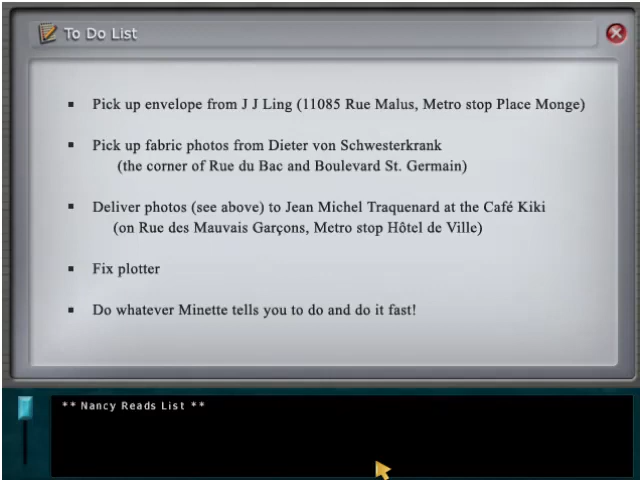 To Do List
▪ Pick up envelope from J J Ling (11085 Rue Malus, Metro stop Place Monge)
▪ Pick up fabric photos from Dieter von Schwesterkrank
(the corner of Rue du Bac and Boulevard St. Germain)
▪ Deliver photos (see above) to Jean Michel Traquenard at the Café Kiki
(on Rue des Mauvais Garçons, Metro stop Hôtel de Ville)
▪ Fix plotter
▪ Do whatever Minette tells you to do and do it fast!
** Nancy Reads List **